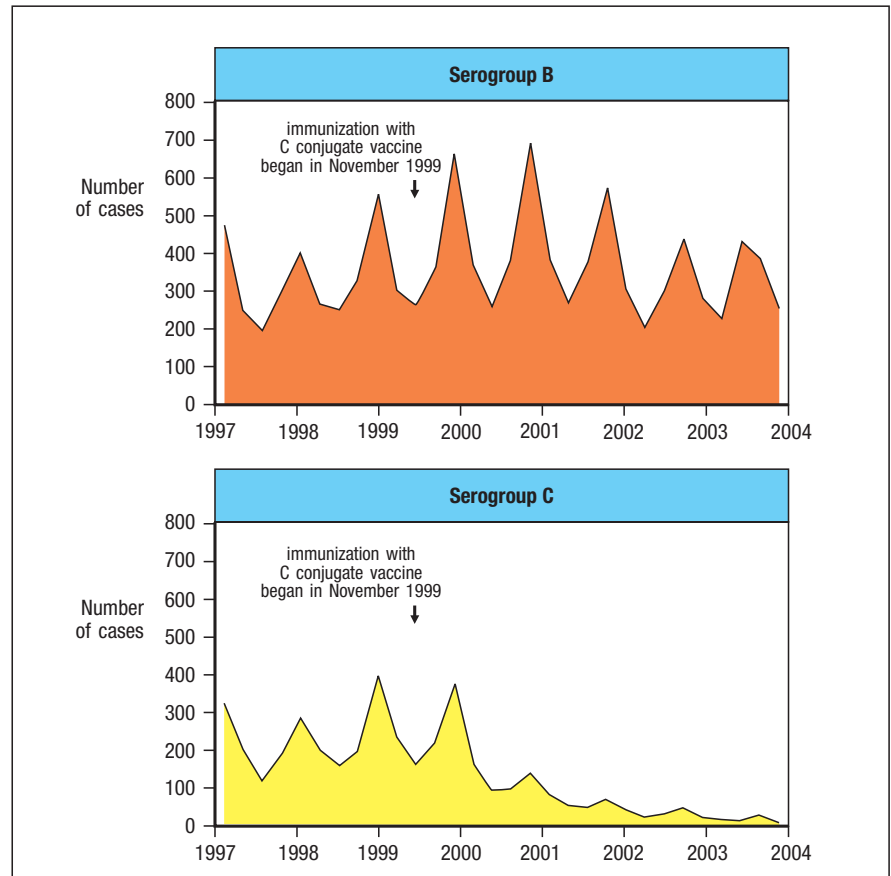 Serogroup B
800
700
600
500
400
300
200
100
0
Number
of cases
immunization with
C conjugate vaccine
began in November 1999
1997 1998 1999 2000 2001 2002 2003 2004
Serogroup C
800
700
600
500
400
300
200
100
0
Number
of cases
immunization with
C conjugate vaccine
began in November 1999
1997 1998 1999 2000 2001 2002 2003 2004